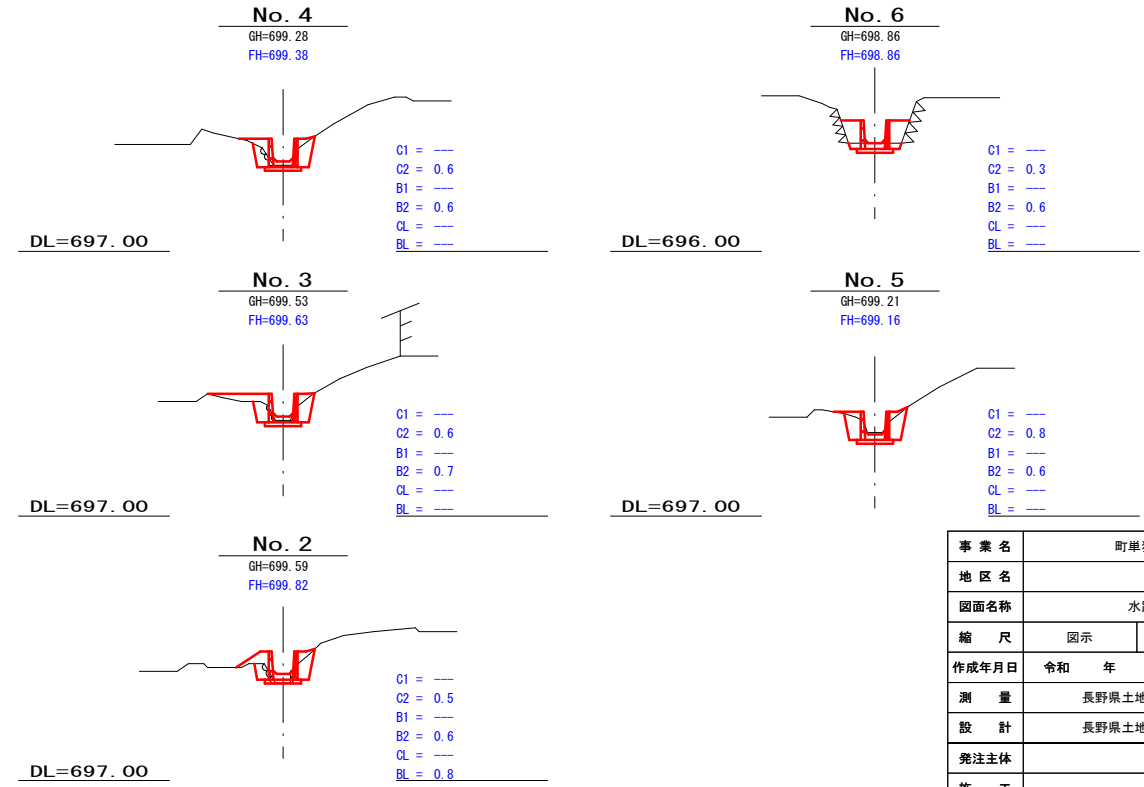 No. 4
GH=699.28
FH=699.38
C1 = ---
C2 = 0.6
B1 = ---
B2 = 0.6
CL = ---
BL = ---
DL=697.00
No. 3
GH=699.53
FH=699.63
C1 = ---
C2 = 0.6
B1 = ---
B2 = 0.7
CL = ---
BL = ---
DL=697.00
No. 2
GH=699.59
FH=699.82
C1 = ---
C2 = 0.5
B1 = ---
B2 = 0.6
CL = ---
BL = 0.8
DL=697.00
No. 6
GH=698.86
FH=698.86
C1 = ---
C2 = 0.3
B1 = ---
B2 = 0.6
CL = ---
BL = ---
DL=696.00
No. 5
GH=699.21
FH=699.16
C1 = ---
C2 = 0.8
B1 = ---
B2 = 0.6
CL = ---
BL = ---
DL=697.00
事業名 町単
地区名
図面名称 水
縮 尺 図示
作成年月日 令和 年
測 量 長野県土地
設 計 長野県土地
発注主体